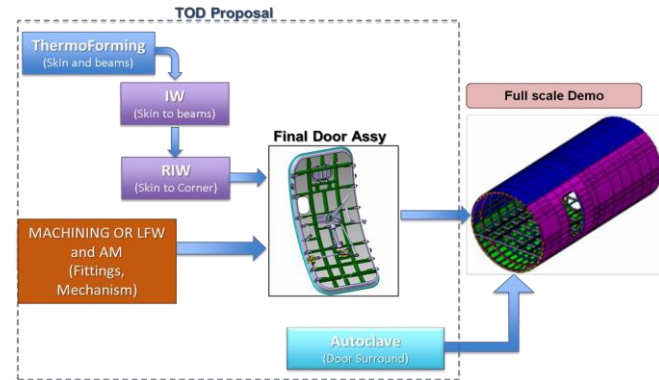 TOD Proposal
ThermoForming
(Skin and beams)
IW
(Skin to beams)
RIW
(Skin to Corner)
MACHINING OR LFW
and AM
(Fittings,
Mechanism)
Final Door Assy
Full scale Demo
Autoclave
(Door Surround)